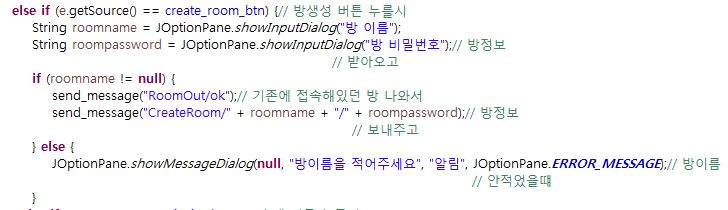 else if (e.getSource() == create_room_btn) {// 방생성 버튼 누를시
String roomname = JOptionPane.showInputDialog("방 이름");
String roompassword = JOptionPane.showInputDialog("방 비밀번호");// 방정보
// 받아오고
if (roomname != null) {
send_message("RoomOut/ok");// 기존에 접속해있던 방 나와서
send_message("CreateRoom/" + roomname + "/" + roompassword);// 방정보
// 보내주고
} else {
JOptionPane.showMessageDialog(null, "방이름을 적어주세요", "알림", JOptionPane.ERROR_MESSAGE);// 방이름
// 안적었을떄
}